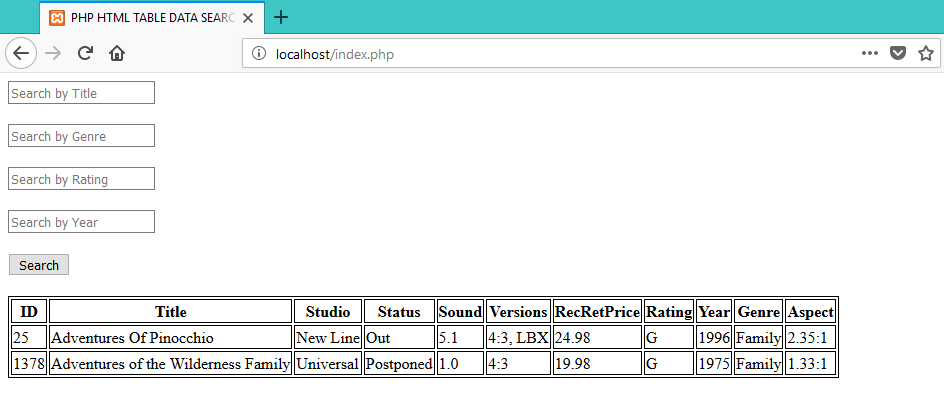 PHP HTML TABLE DATA SEARC
localhost/index.php
Search by Title
Search by Genre
Search by Rating
Search by Year
Search
ID Title Studio Status Sound Versions RecRetPrice Rating Year Genre Aspect
25 Adventures Of Pinocchio New Line Out 5.1 4:3, LBX 24.98 G 1996 Family 2.35:1
1378 Adventures of the Wilderness Family Universal Postponed 1.0 4:3 19.98 G 1975 Family 1.33:1